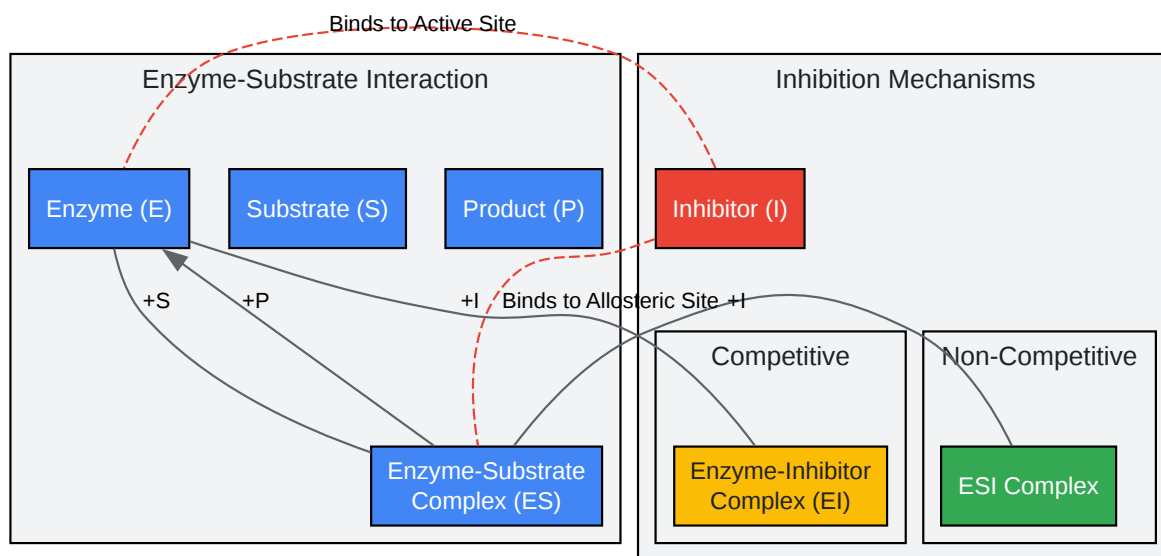 Binds to Active Site
Enzyme-Substrate Interaction
Inhibition Mechanisms
Enzyme (E)
Substrate (S)
Product (P)
Inhibitor (I)
+S
+P
+I
Binds to Allosteric Site
+I
Competitive
Non-Competitive
Enzyme-Substrate
Complex (ES)
Enzyme-Inhibitor
Complex (EI)
ESI Complex